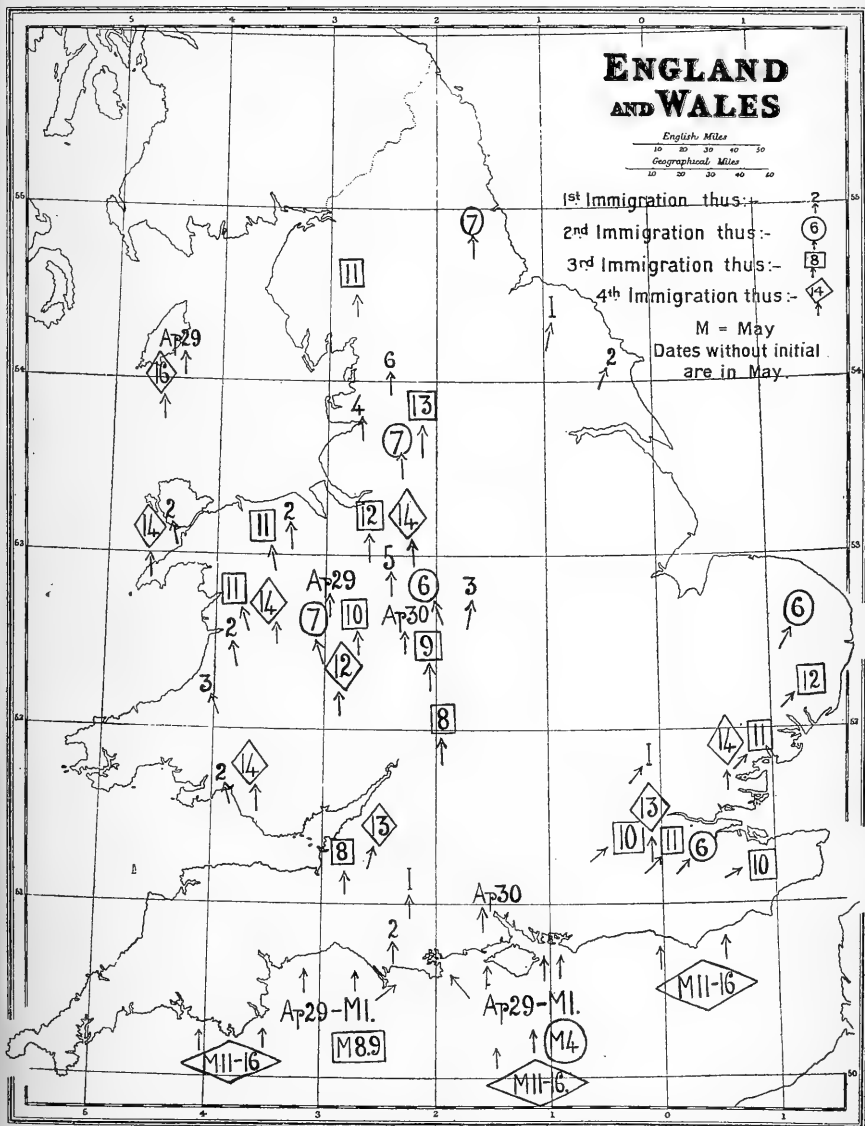 5 4 3 2 1 0 1
ENGLAND
AND WALES
English Miles
10 20 30 40 50
Geographical Miles
10 20 30 40 50
55
1st Immigration thus:- 2
2nd Immigration thus:- 6
3rd Immigration thus:- 8
4th Immigration thus:- 14
M = May
Dates without initial
are in May.
7
11
I
Ap29
16
54
6
2
4
13
7
2
14
11
2
12
14
53
5
11
14
Ap29
6
3
7
10
Ap30
6
2
9
12
3
12
8
52
14
11
14
2
I
13
13
8
10
11
6
10
51
I
Ap30
2
Ap29-M1.
Ap29-M1.
M11-16
M8.9
M4
M11-16
M11-16.
50
5 4 3 2 1 0 1